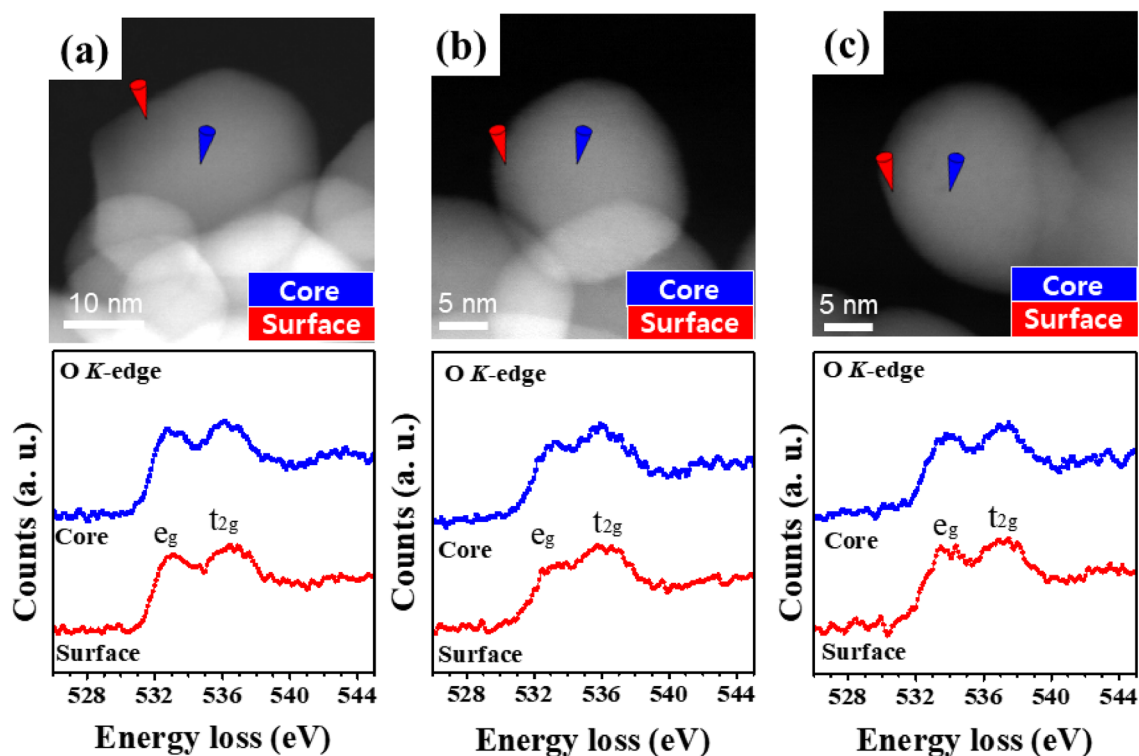 (a)
10 nm
Core
Surface
(b)
5 nm
Core
Surface
(c)
5 nm
Core
Surface
O K-edge
Core
eg
t2g
Surface
528 532 536 540 544
Energy loss (eV)
Counts (a. u.)
O K-edge
Core
eg
t2g
Surface
528 532 536 540 544
Energy loss (eV)
Counts (a. u.)
O K-edge
Core
eg
t2g
Surface
528 532 536 540 544
Energy loss (eV)
Counts (a. u.)